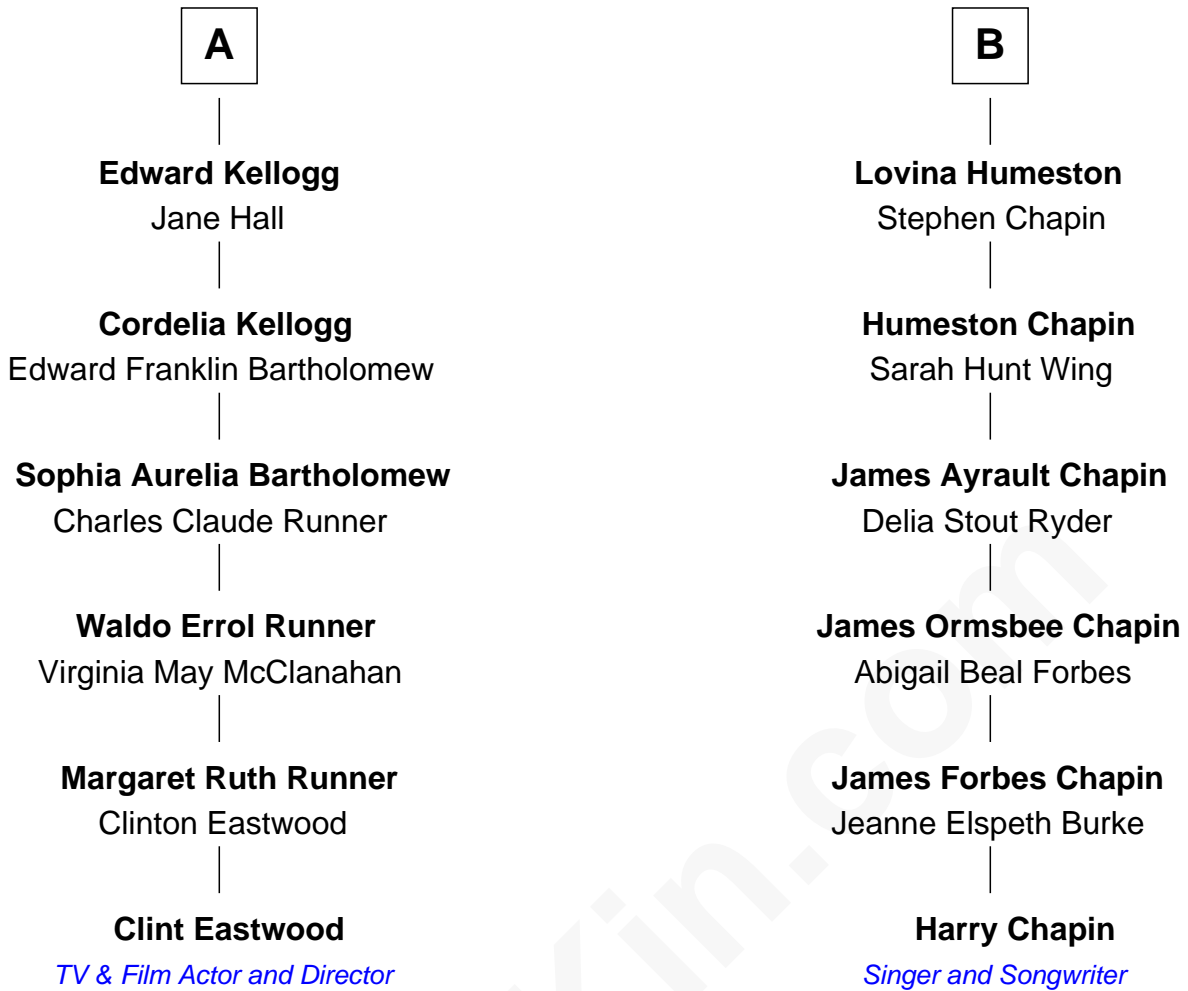 A
Edward Kellogg
Jane Hall
Cordelia Kellogg
Edward Franklin Bartholomew
Sophia Aurelia Bartholomew
Charles Claude Runner
Waldo Errol Runner
Virginia May McClanahan
Margaret Ruth Runner
Clinton Eastwood
Clint Eastwood
TV & Film Actor and Director
B
Lovina Humeston
Stephen Chapin
Humeston Chapin
Sarah Hunt Wing
James Ayrault Chapin
Delia Stout Ryder
James Ormsbee Chapin
Abigail Beal Forbes
James Forbes Chapin
Jeanne Elspeth Burke
Harry Chapin
Singer and Songwriter
Kin.com